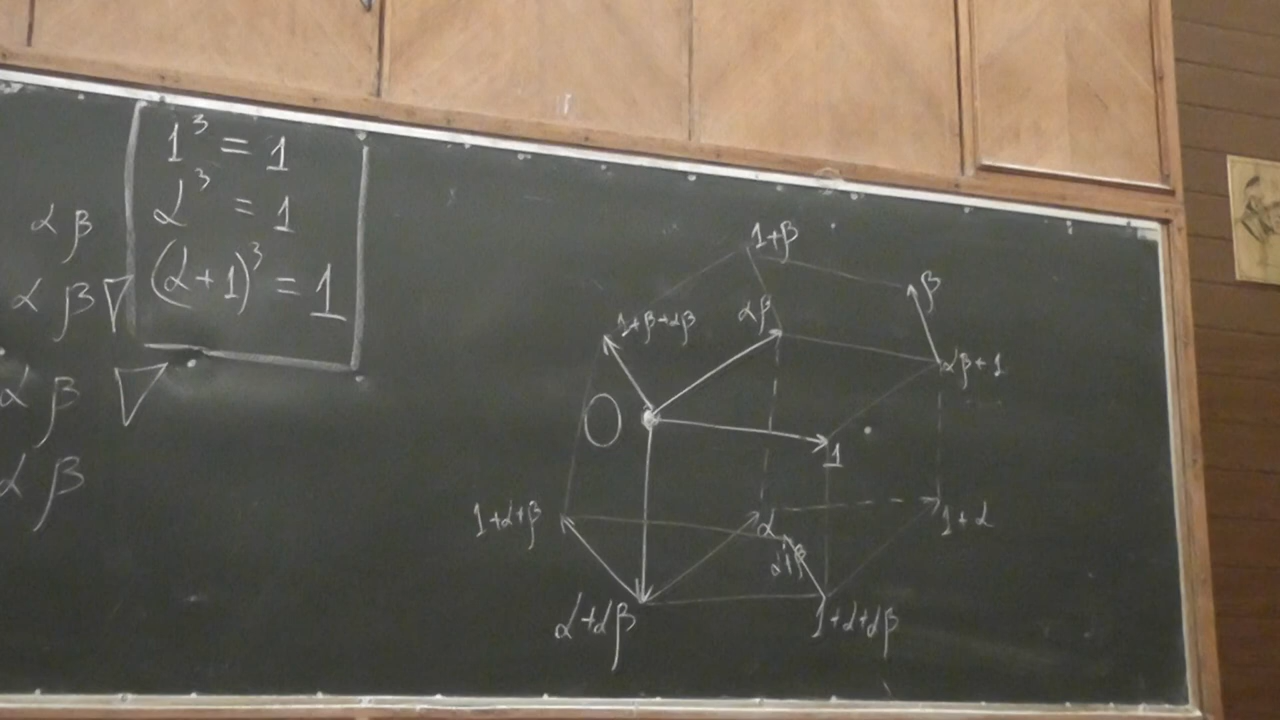 1³ = 1
α³ = 1
(α+1)³ = 1
αβ
αβ∇
αβ ∇
αβ
1+β
β
1+β+αβ
αβ
αβ+1
O
1
1+α+β
α
1+α
α+β
α+αβ
1+α+αβ